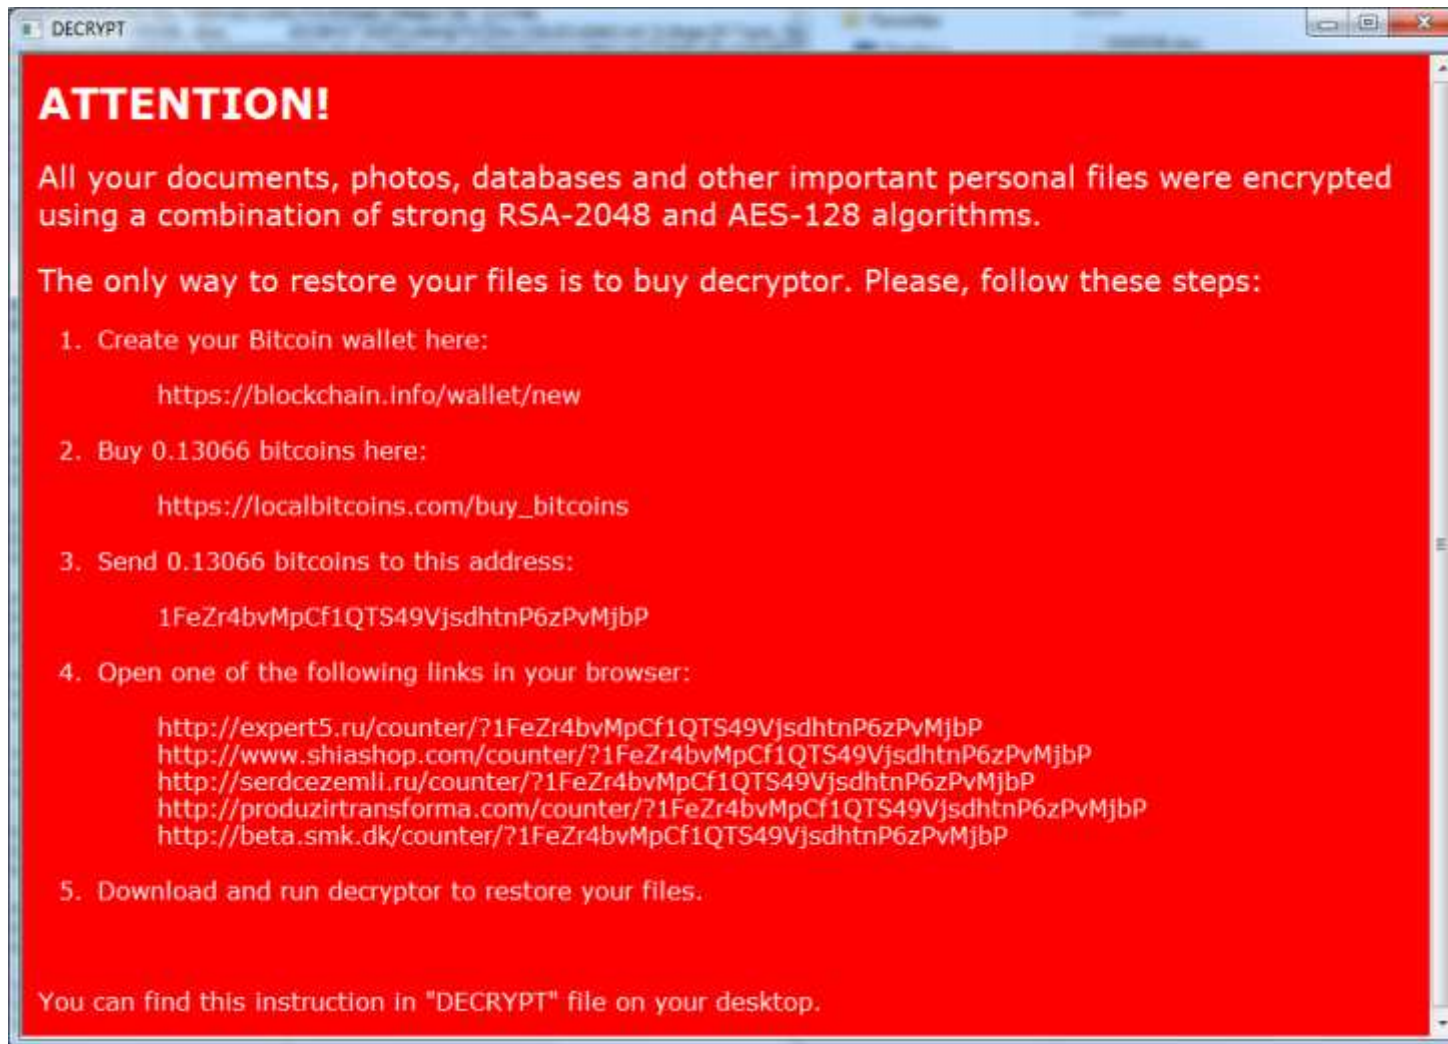 DECRYPT
ATTENTION!
All your documents, photos, databases and other important personal files were encrypted
using a combination of strong RSA-2048 and AES-128 algorithms.
The only way to restore your files is to buy decryptor. Please, follow these steps:
1. Create your Bitcoin wallet here:
https://blockchain.info/wallet/new
2. Buy 0.13066 bitcoins here:
https://localbitcoins.com/buy_bitcoins
3. Send 0.13066 bitcoins to this address:
1FeZr4bvMpCf1QTS49VjsdhtnP6zPvMjbP
4. Open one of the following links in your browser:
http://expert5.ru/counter/?1FeZr4bvMpCf1QTS49VjsdhtnP6zPvMjbP
http://www.shiashop.com/counter/?1FeZr4bvMpCf1QTS49VjsdhtnP6zPvMjbP
http://serdcezemli.ru/counter/?1FeZr4bvMpCf1QTS49VjsdhtnP6zPvMjbP
http://produzirtransforma.com/counter/?1FeZr4bvMpCf1QTS49VjsdhtnP6zPvMjbP
http://beta.smk.dk/counter/?1FeZr4bvMpCf1QTS49VjsdhtnP6zPvMjbP
5. Download and run decryptor to restore your files.
You can find this instruction in "DECRYPT" file on your desktop.